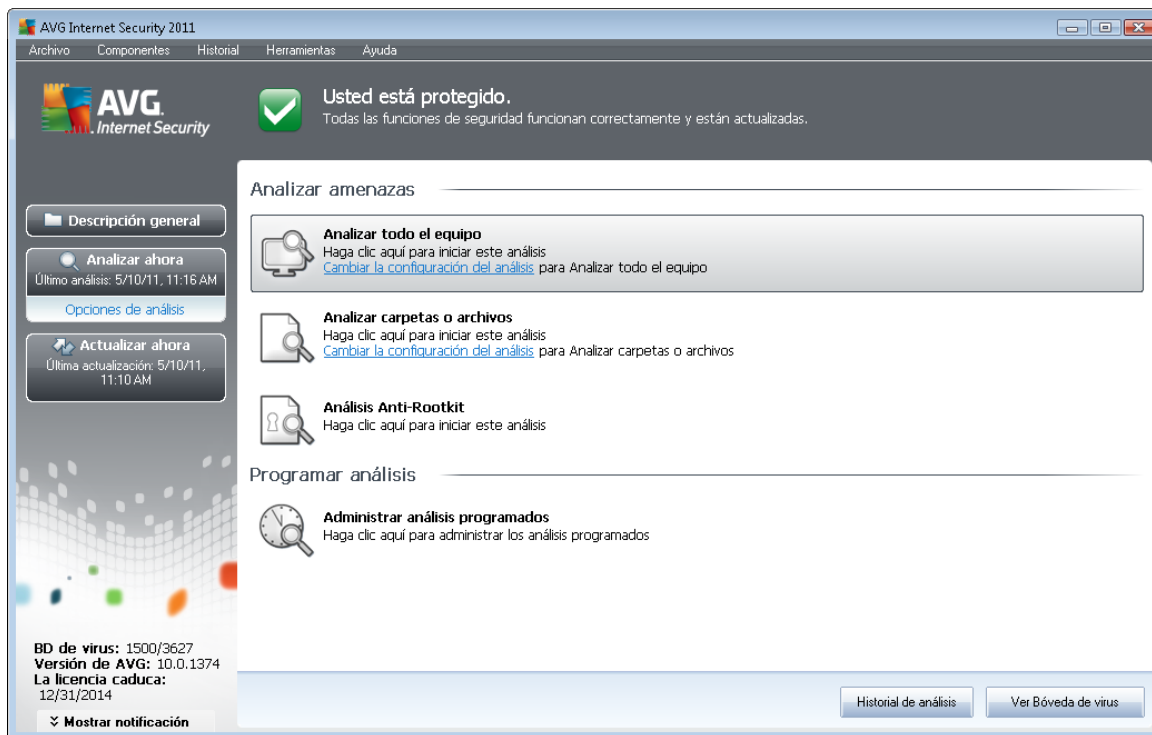 AVG Internet Security 2011
Archivo Componentes Historial Herramientas Ayuda
AVG.
Internet Security
Usted está protegido.
Todas las funciones de seguridad funcionan correctamente y están actualizadas.
Descripción general
Analizar ahora
Último análisis: 5/10/11, 11:16 AM
Opciones de análisis
Actualizar ahora
Última actualización: 5/10/11,
11:10 AM
BD de virus: 1500/3627
Versión de AVG: 10.0.1374
La licencia caduca:
12/31/2014
Mostrar notificación
Analizar amenazas
Analizar todo el equipo
Haga clic aquí para iniciar este análisis
Cambiar la configuración del análisis para Analizar todo el equipo
Analizar carpetas o archivos
Haga clic aquí para iniciar este análisis
Cambiar la configuración del análisis para Analizar carpetas o archivos
Análisis Anti-Rootkit
Haga clic aquí para iniciar este análisis
Programar análisis
Administrar análisis programados
Haga clic aquí para administrar los análisis programados
Historial de análisis
Ver Bóveda de virus